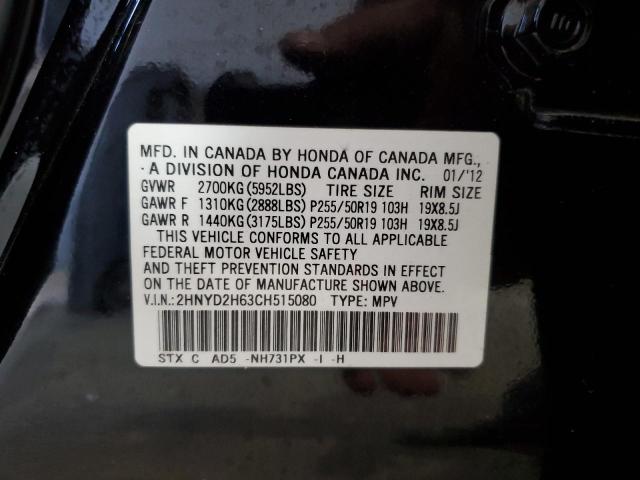 MFD. IN CANADA BY HONDA OF CANADA MFG.,
·A DIVISION OF HONDA CANADA INC. 01/'12
GVWR 2700KG(5952LBS) TIRE SIZE RIM SIZE
GAWR F 1310KG(2888LBS) P255/50R19 103H 19X8.5J
GAWR R 1440KG(3175LBS) P255/50R19 103H 19X8.5J
THIS VEHICLE CONFORMS TO ALL APPLICABLE
FEDERAL MOTOR VEHICLE SAFETY
AND THEFT PREVENTION STANDARDS IN EFFECT
ON THE DATE OF MANUFACTURE SHOWN ABOVE.
V.I.N.:2HNYD2H63CH515080 TYPE: MPV
STX C AD5 -NH731PX -I -H